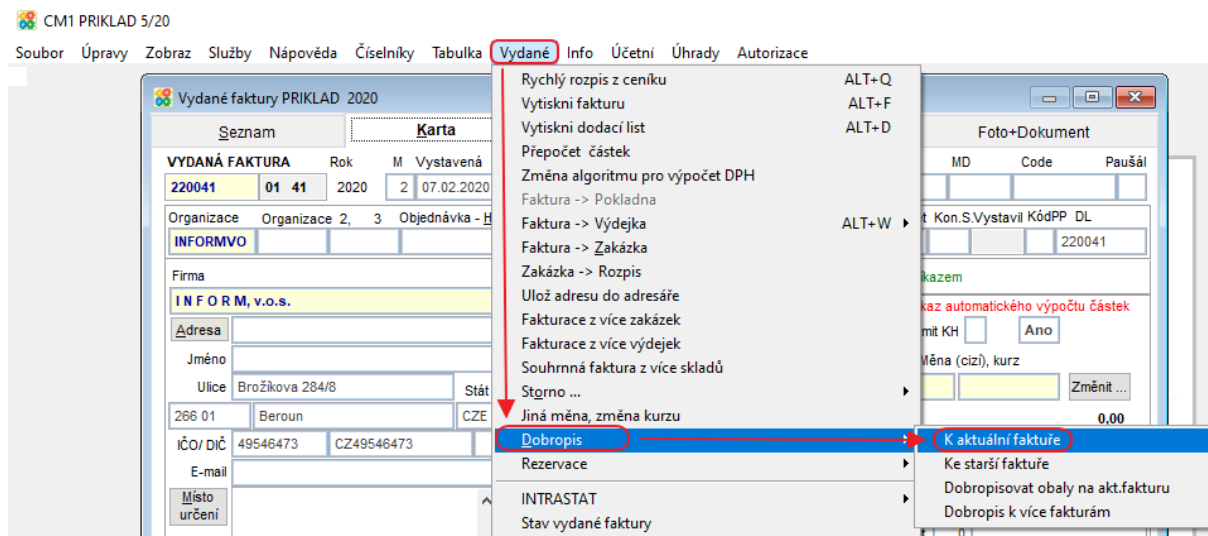 CM1 PRIKLAD 5/20
Soubor Úpravy Zobraz Služby Nápověda Číselníky Tabulka Vydané Info Účetní Úhrady Autorizace
Vydané faktury PRIKLAD 2020
Seznam Karta Foto+Dokument
VYDANÁ FAKTURA Rok M Vystavená MD Code Paušál
220041 01 41 2020 2 07.02.2020
Organizace Organizace 2, 3 Objednávka - H Kon.S.Vystavil KódPP DL
INFORMVO 220041
Firma
I N F O R M, v.o.s.
Adresa Ano
Jméno Měna (cizí), kurz
Ulice Brožíkova 284/8 Stát Změnit ...
266 01 Beroun CZE 0,00
IČO/ DIČ 49546473 CZ49546473
E-mail
Místo
určení
kaz automatického výpočtu částek
mit KH
Rychlý rozpis z ceníku ALT+Q
Vytiskni fakturu ALT+F
Vytiskni dodací list ALT+D
Přepočet částek
Změna algoritmu pro výpočet DPH
Faktura -> Pokladna
Faktura -> Výdejka ALT+W
Faktura -> Zakázka
Zakázka -> Rozpis
Ulož adresu do adresáře
Fakturace z více zakázek
Fakturace z více výdejek
Souhrnná faktura z více skladů
Storno ...
Jiná měna, změna kurzu
Dobropis
Rezervace
INTRASTAT
Stav vydané faktury
K aktuální faktuře
Ke starší faktuře
Dobropisovat obaly na akt.fakturu
Dobropis k více fakturám